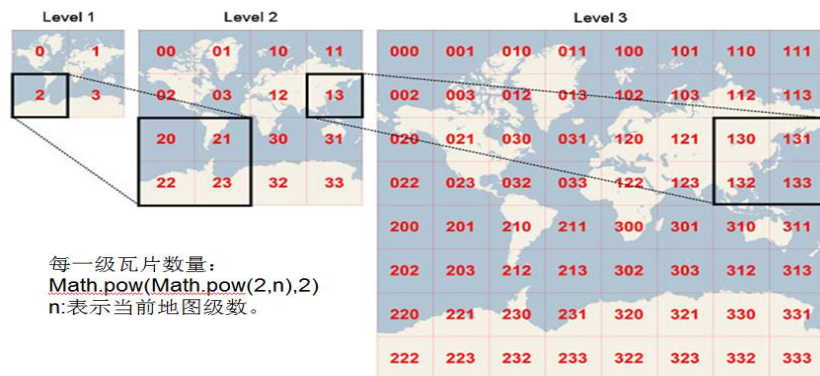 Level 1
Level 2
Level 3
0 1
2 3
00 01 10 11
02 03 12 13
20 21 30 31
22 23 32 33
000 001 010 011 100 101 110 111
002 003 012 013 102 103 112 113
020 021 030 031 120 121 130 131
022 023 032 033 122 123 132 133
200 201 210 211 300 301 310 311
202 203 212 213 302 303 312 313
220 221 230 231 320 321 330 331
222 223 232 233 322 323 332 333
每一级瓦片数量：
Math.pow(Math.pow(2,n),2)
n:表示当前地图级数。